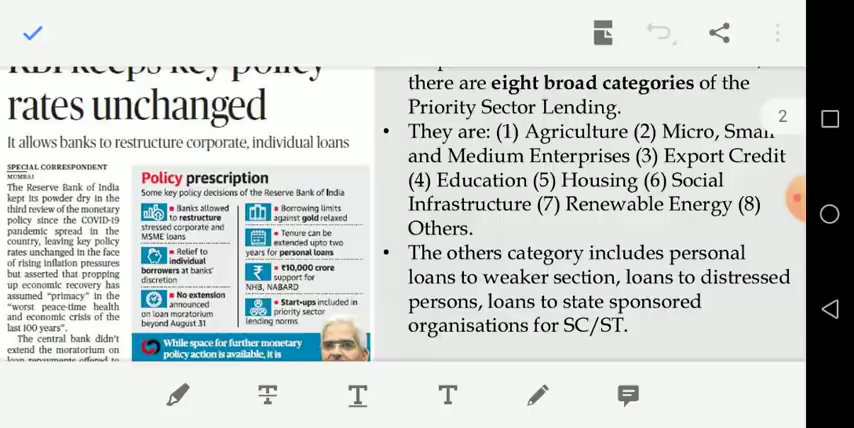 RBI keeps key policy
rates unchanged
It allows banks to restructure corporate, individual loans
SPECIAL CORRESPONDENT
MUMBAI
The Reserve Bank of India
kept its powder dry in the
third review of the monetary
policy since the COVID-19
pandemic spread in the
country, leaving key policy
rates unchanged in the face
of rising inflation pressures
but asserted that propping
up economic recovery has
assumed “primacy” in the
“worst peace-time health
and economic crisis of the
last 100 years”.
The central bank didn’t
extend the moratorium on
loan repayments offered to
Policy prescription
Some key policy decisions of the Reserve Bank of India
Banks allowed
to restructure
stressed corporate and
MSME loans
Relief to
individual
borrowers at banks'
discretion
No extension
announced
on loan moratorium
beyond August 31
Borrowing limits
against gold relaxed
Tenure can be
extended upto two
years for personal loans
₹10,000 crore
support for
NHB, NABARD
Start-ups included in
priority sector
lending norms
While space for further monetary
policy action is available, it is
there are eight broad categories of the
Priority Sector Lending.
• They are: (1) Agriculture (2) Micro, Small
and Medium Enterprises (3) Export Credit
(4) Education (5) Housing (6) Social
Infrastructure (7) Renewable Energy (8)
Others.
• The others category includes personal
loans to weaker section, loans to distressed
persons, loans to state sponsored
organisations for SC/ST.
2
T
T
T